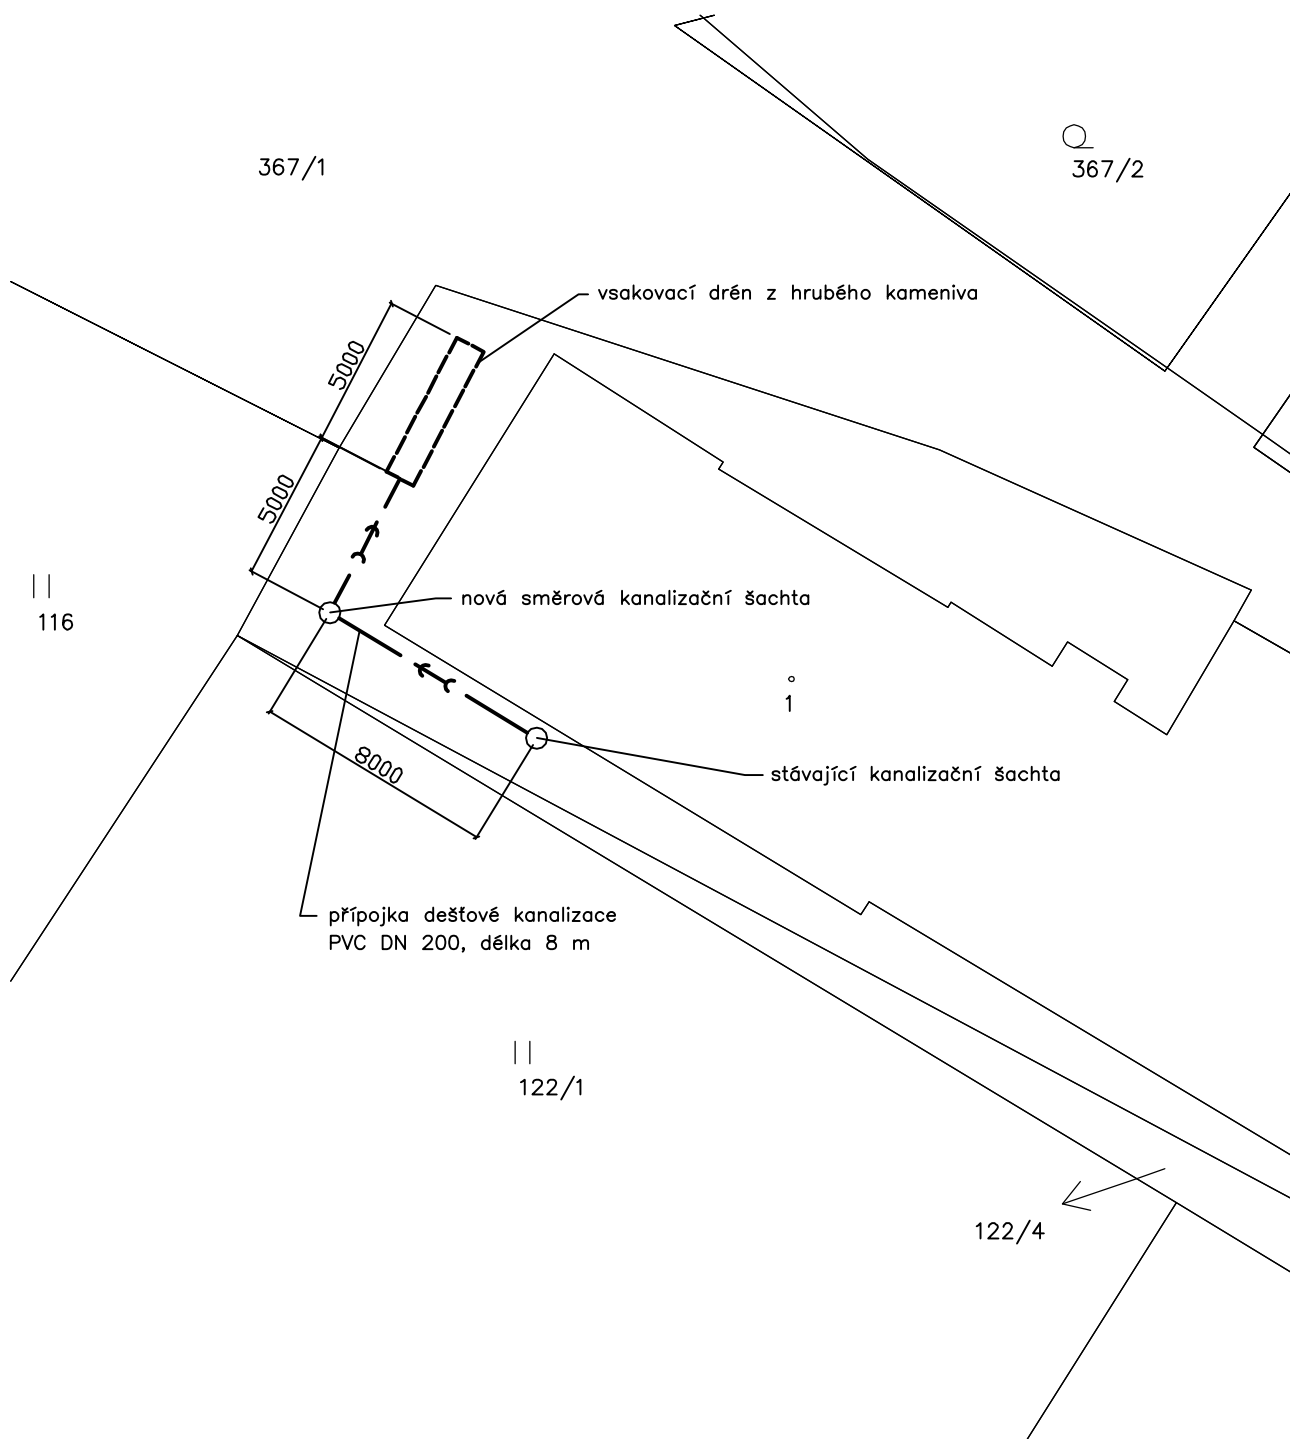 367/1
367/2
vsakovací drén z hrubého kameniva
5000
5000
116
nová směrová kanalizační šachta
1
8000
stávající kanalizační šachta
přípojka dešťové kanalizace
PVC DN 200, délka 8 m
122/1
122/4